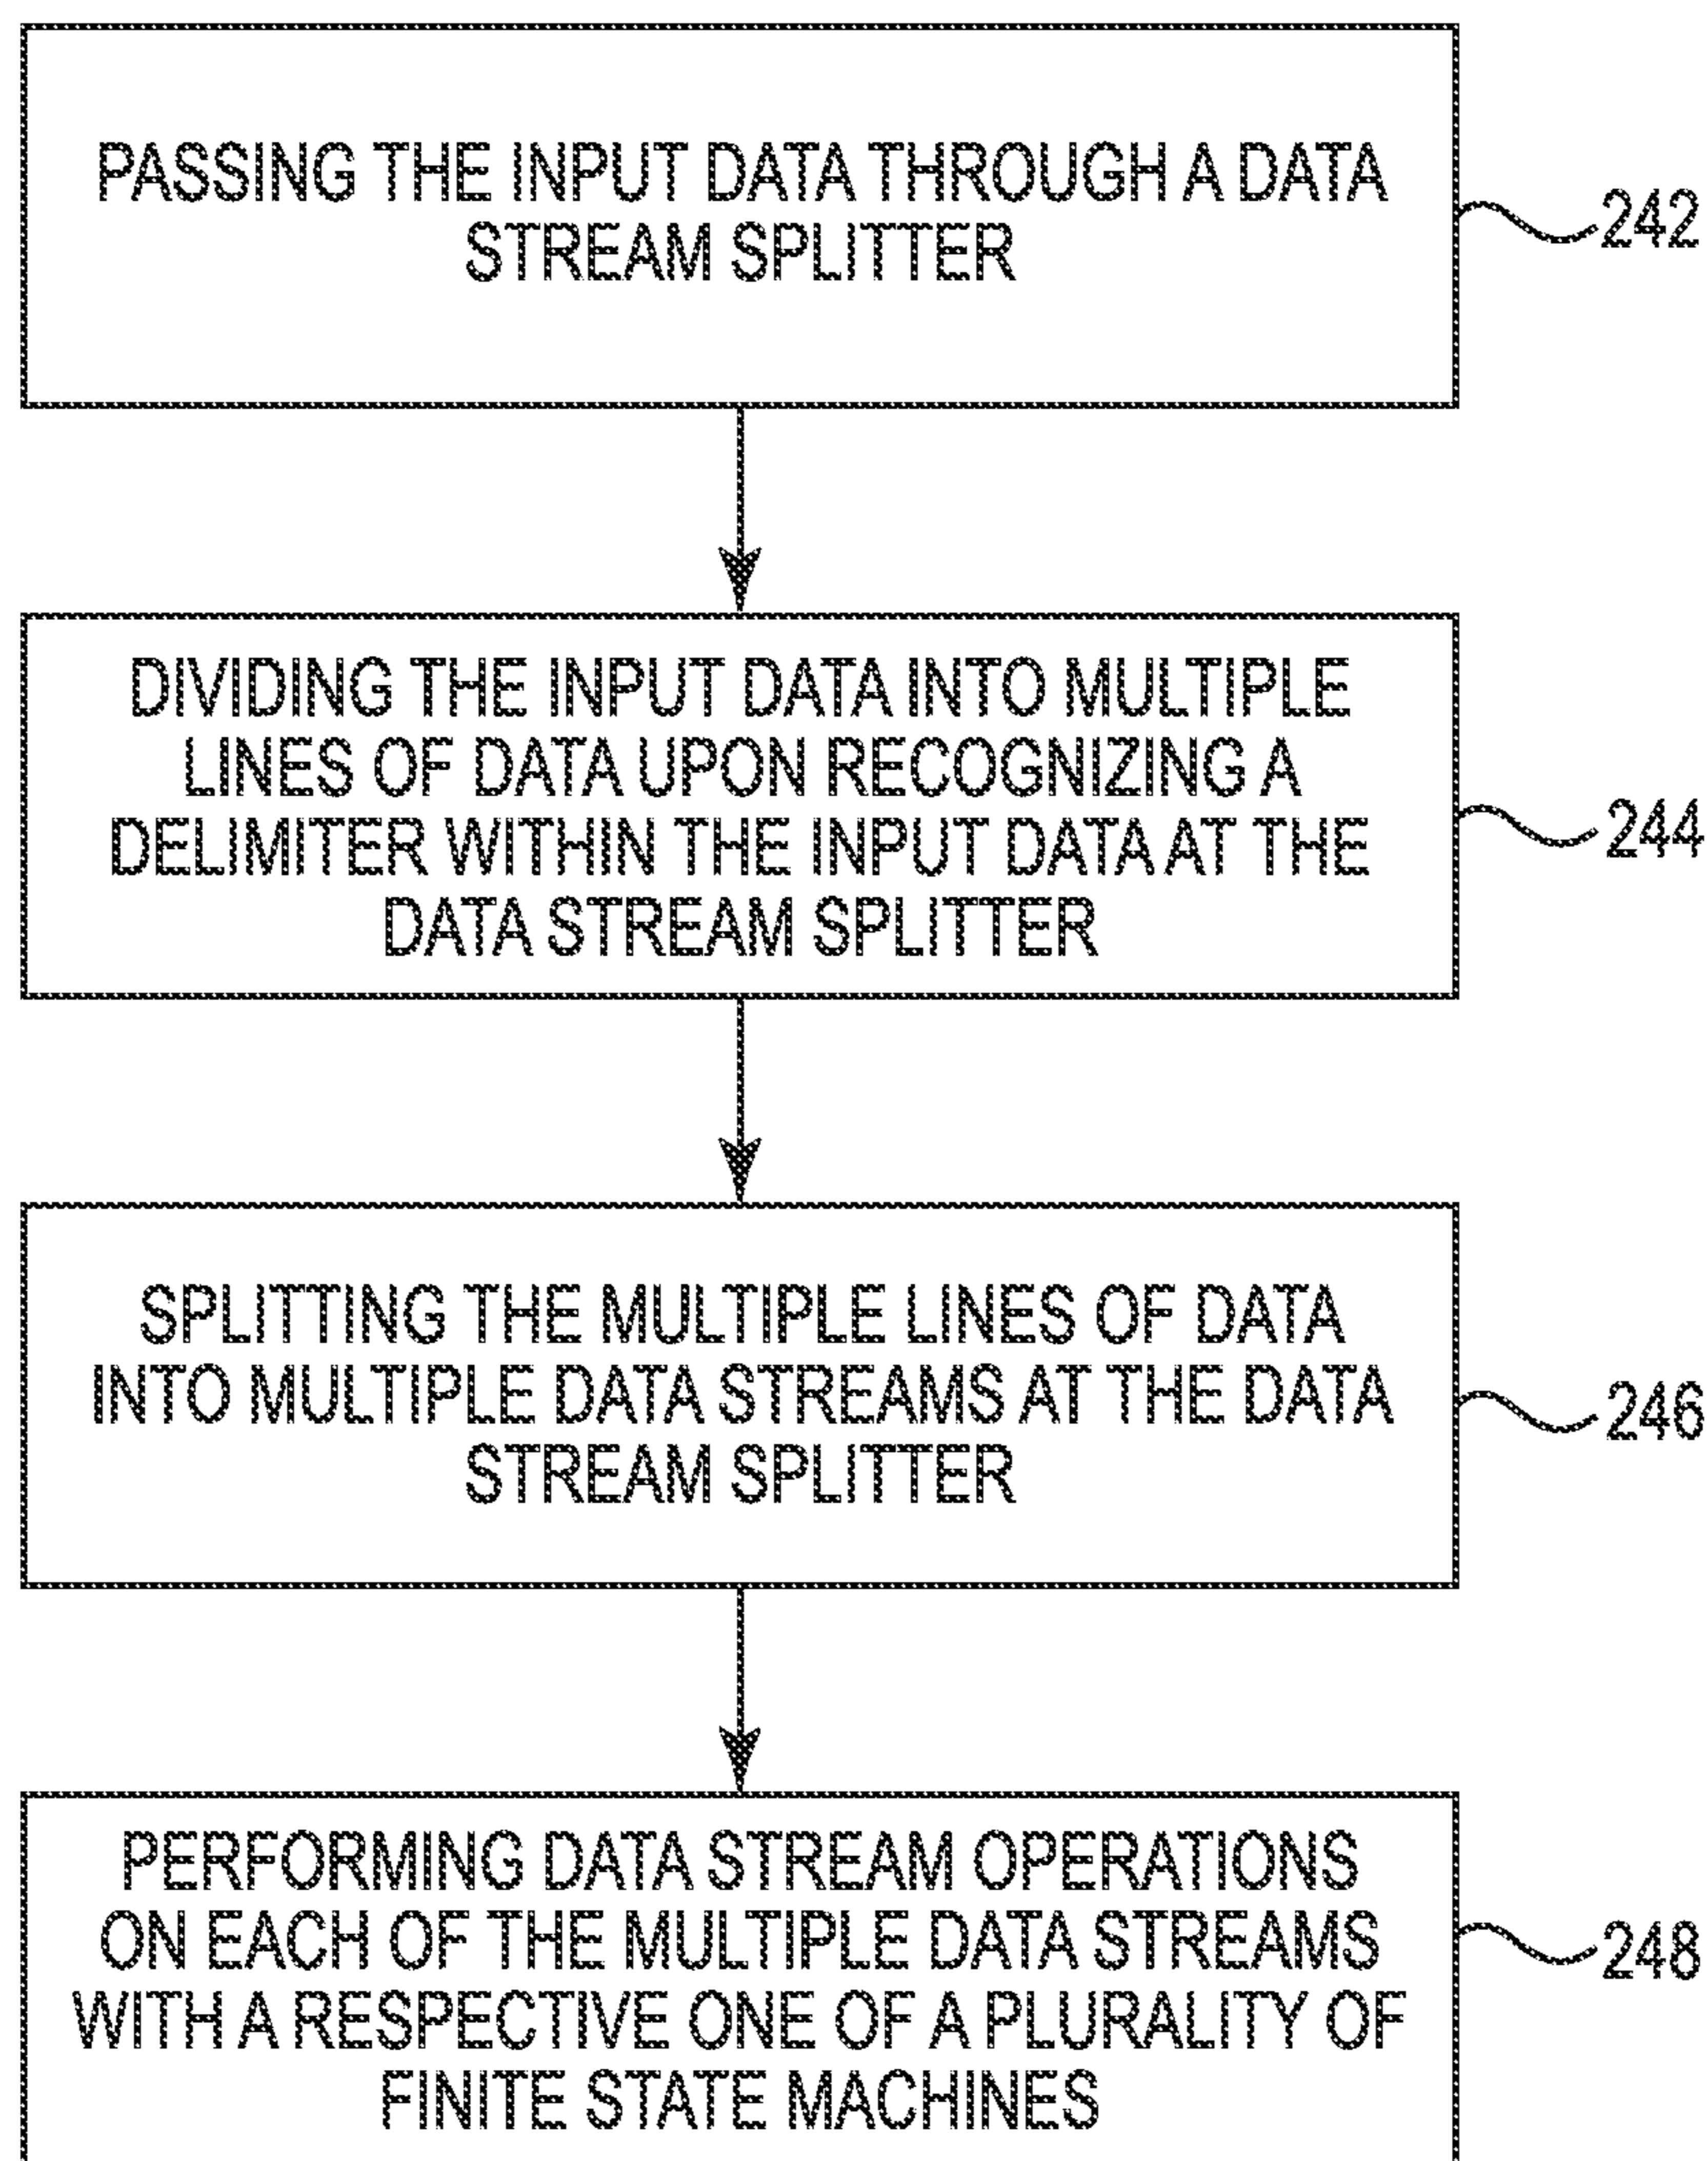 PASSING THE INPUT DATA THROUGH A DATA
STREAM SPLITTER
242
DIVIDING THE INPUT DATA INTO MULTIPLE
LINES OF DATA UPON RECOGNIZING A
DELIMITER WITHIN THE INPUT DATA AT THE
DATA STREAM SPLITTER
244
SPLITTING THE MULTIPLE LINES OF DATA
INTO MULTIPLE DATA STREAMS AT THE DATA
STREAM SPLITTER
246
PERFORMING DATA STREAM OPERATIONS
ON EACH OF THE MULTIPLE DATA STREAMS
WITH A RESPECTIVE ONE OF A PLURALITY OF
FINITE STATE MACHINES
248